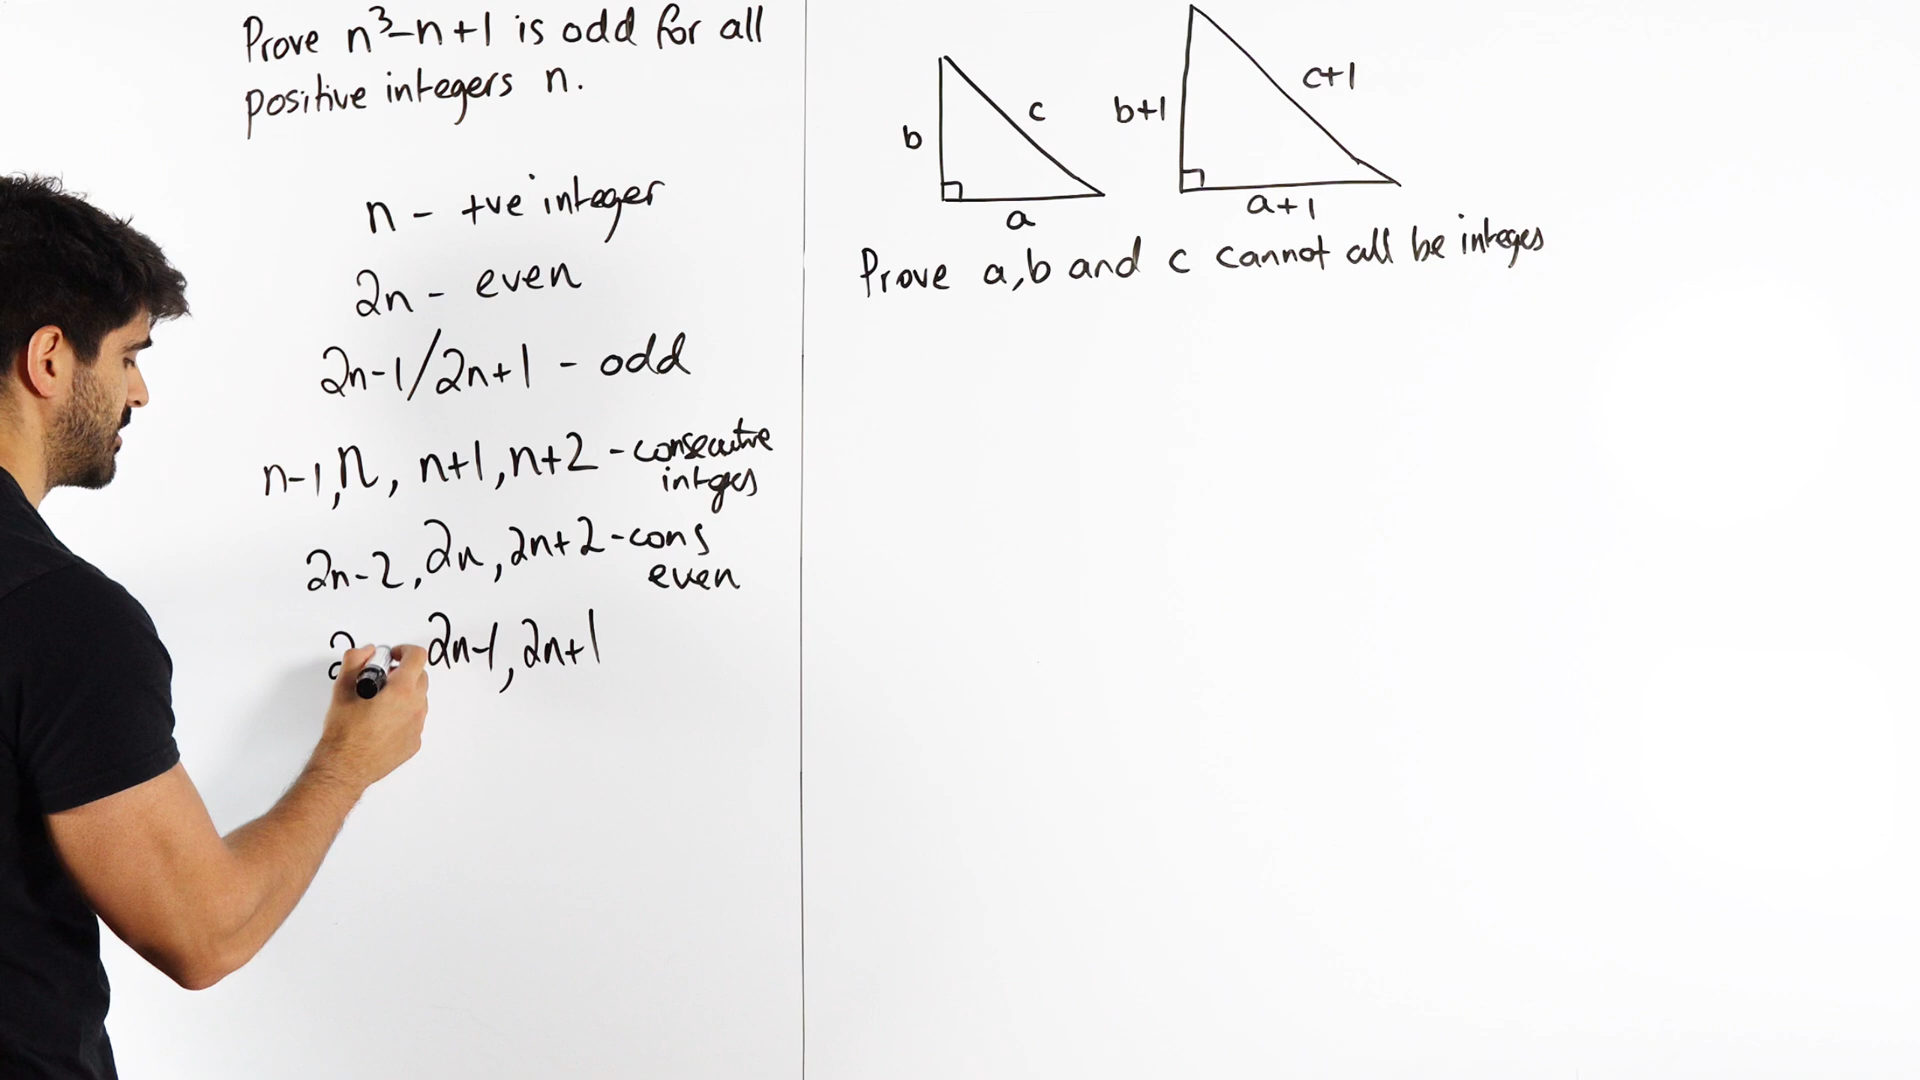 Prove n³-n+1 is odd for all
positive integers n.
n - +ve integer
2n - even
2n-1/2n+1 - odd
n-1, n, n+1, n+2 - consecutive
intges
2n-2, 2n, 2n+2 - cons
even
2n-1, 2n+1
b
c
a
b+1
c+1
a+1
Prove a,b and c cannot all be integes